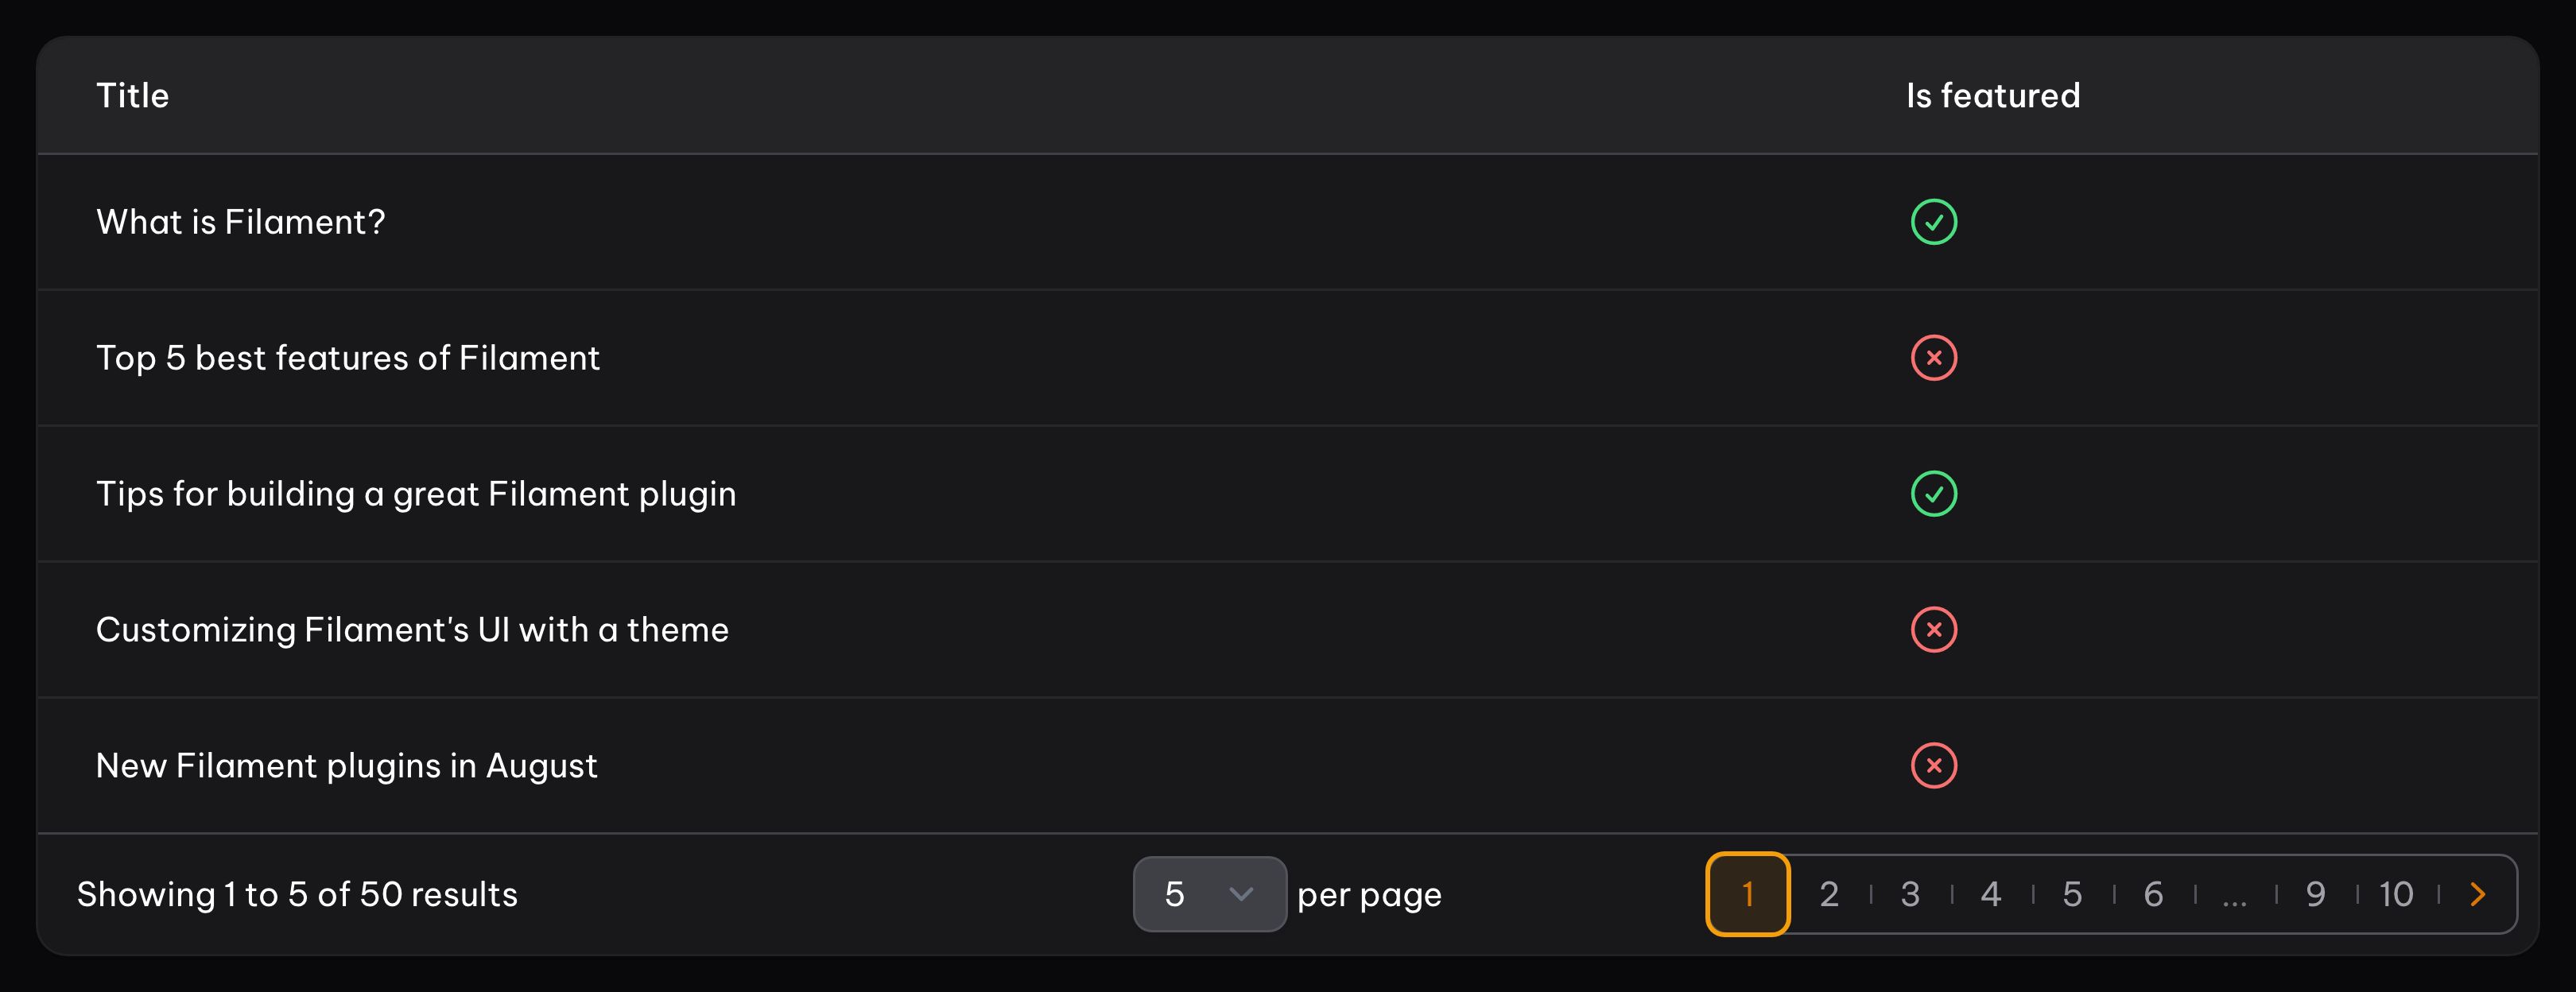 Title Is featured
What is Filament?
Top 5 best features of Filament
Tips for building a great Filament plugin
Customizing Filament's UI with a theme
New Filament plugins in August
Showing 1 to 5 of 50 results 5 per page 1 2 3 4 5 6 ... 9 10